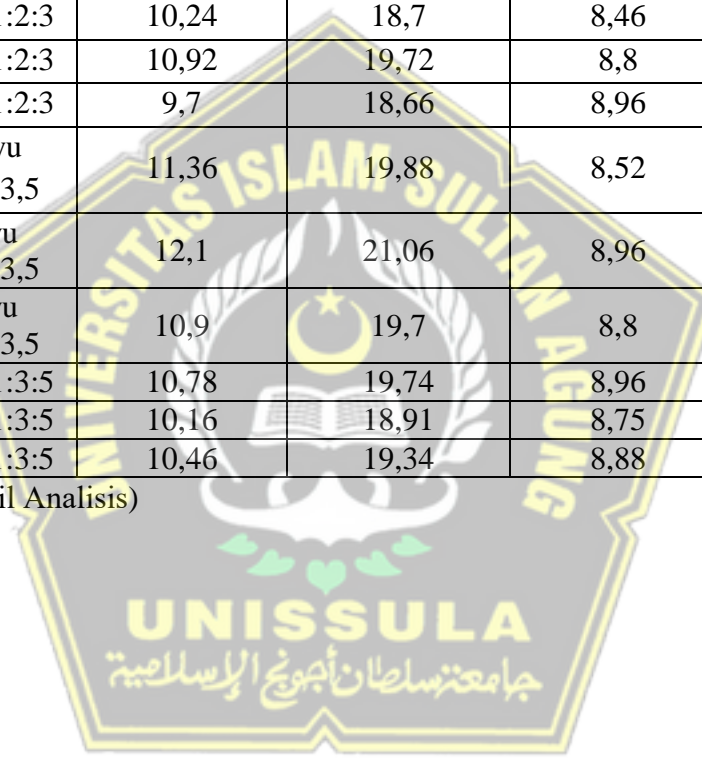 :2:3 10,24 18,7 8,46
:2:3 10,92 19,72 8,8
:2:3 9,7 18,66 8,96
yu
3,5 11,36 19,88 8,52
yu
3,5 12,1 21,06 8,96
yu
3,5 10,9 19,7 8,8
:3:5 10,78 19,74 8,96
:3:5 10,16 18,91 8,75
:3:5 10,46 19,34 8,88
il Analisis)
UNIVERSITAS ISLAM SULTAN AGUNG
UNISSULA
جامعتنسلطان أجونج الإسلامية